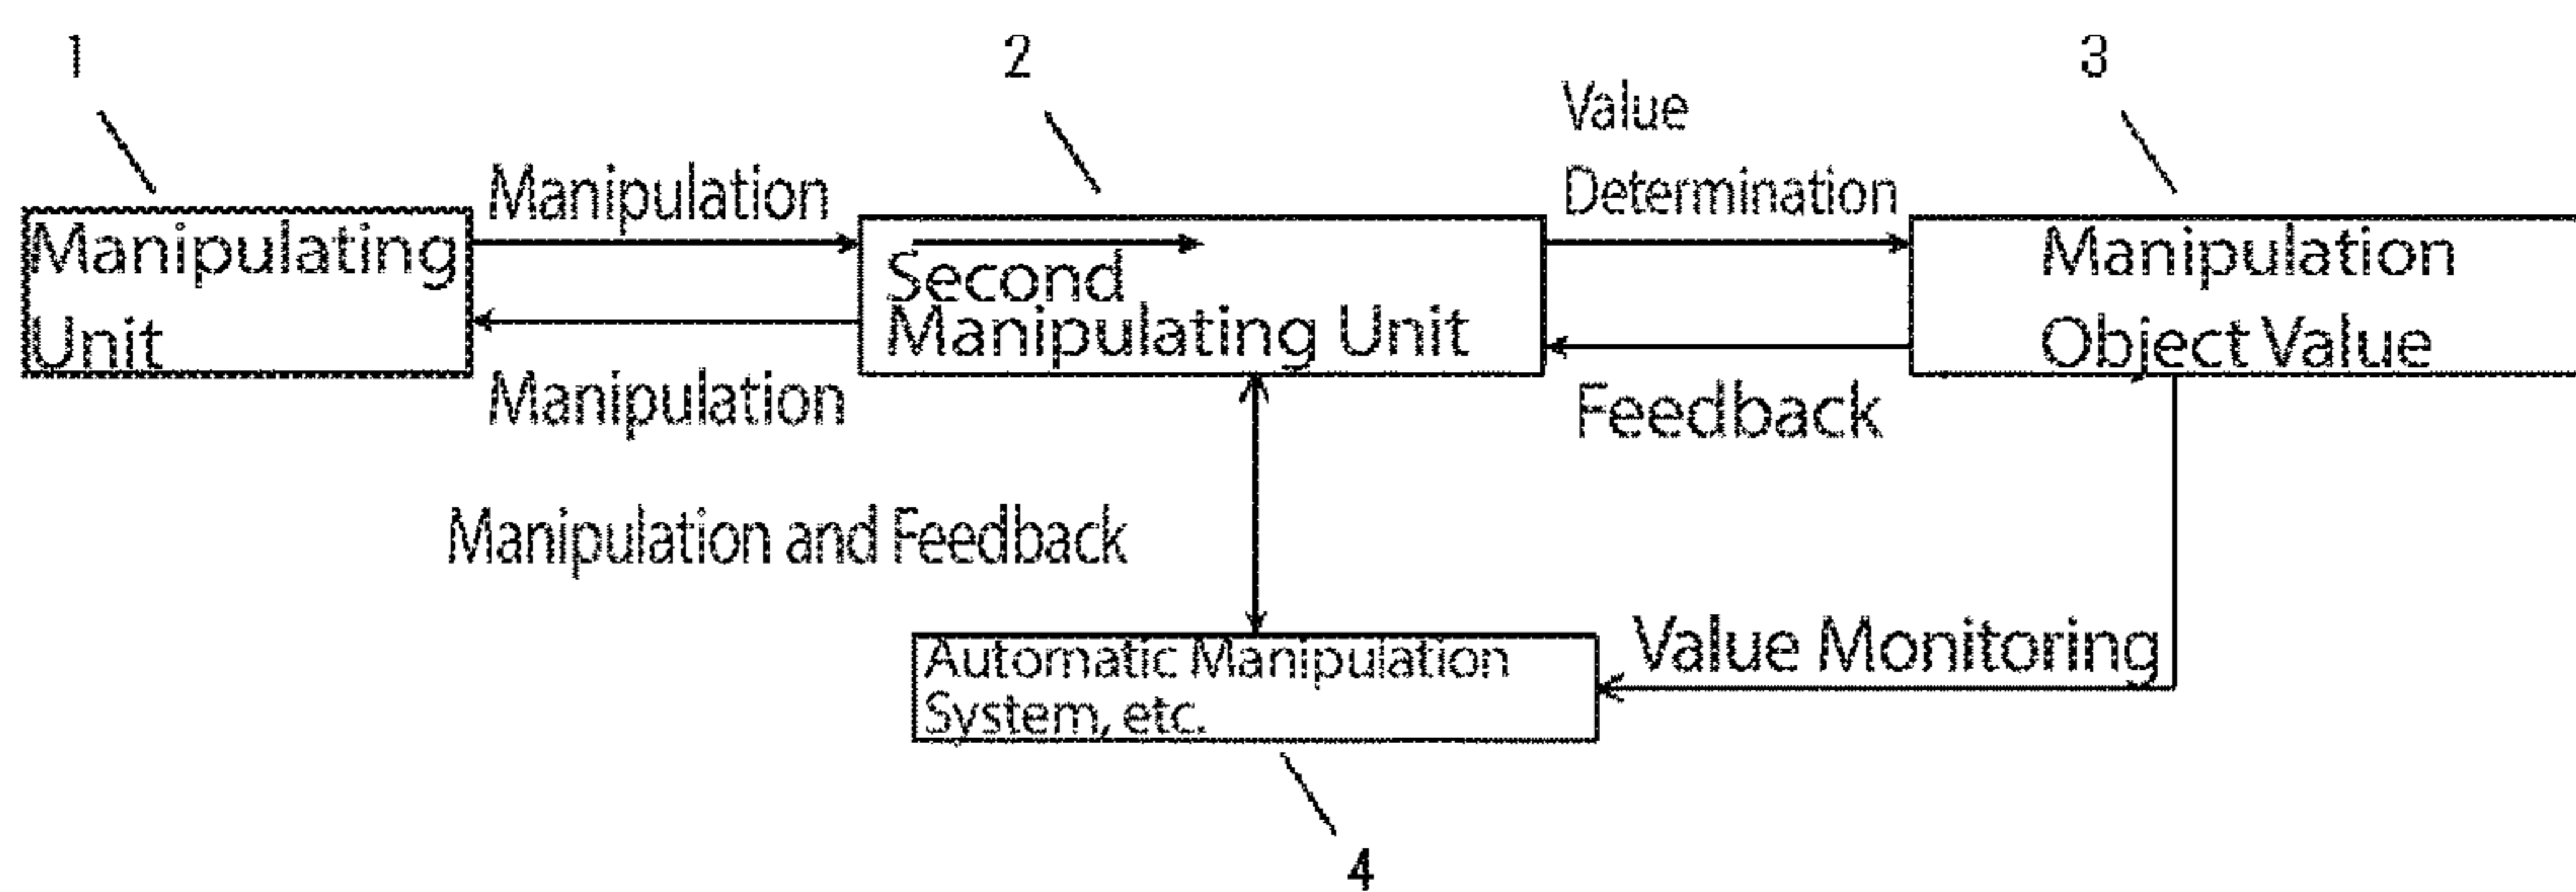 1
2
3
Value
Determination
Manipulation
Manipulating
Unit
Second
Manipulating Unit
Manipulation
Object Value
Manipulation
Feedback
Manipulation and Feedback
Value Monitoring
Automatic Manipulation
System, etc.
4